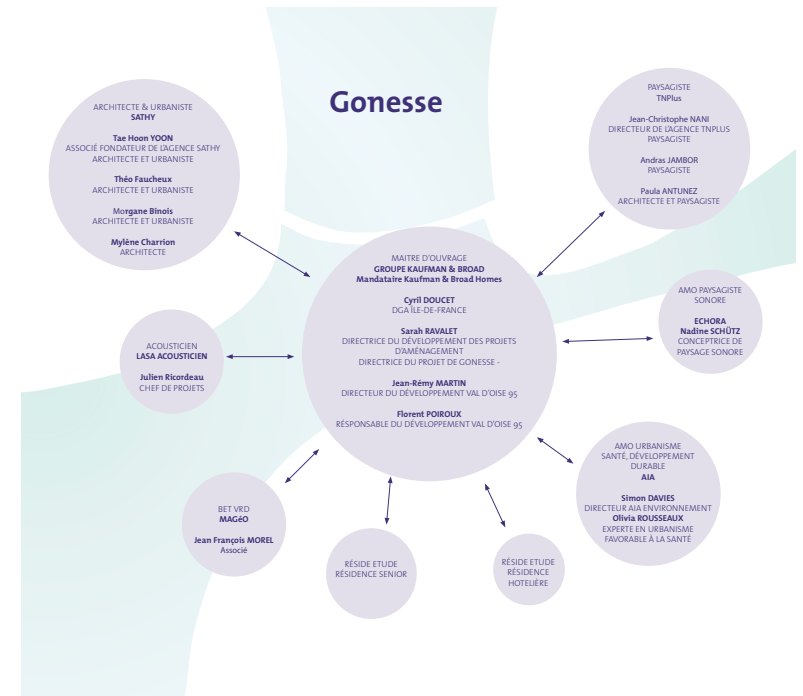 Gonesse
ARCHITECTE & URBANISTE
SATHY
Tae Hoon YOON
ASSOCIÉ FONDATEUR DE L'AGENCE SATHY
ARCHITECTE ET URBANISTE
Théo Faucheux
ARCHITECTE ET URBANISTE
Morgane Binois
ARCHITECTE ET URBANISTE
Mylène Charrion
ARCHITECTE
PAYSAGISTE
TNPlus
Jean-Christophe NANI
DIRECTEUR DE L'AGENCE TNPLUS
PAYSAGISTE
Andras JAMBOR
PAYSAGISTE
Paula ANTUNEZ
ARCHITECTE ET PAYSAGISTE
MAITRE D'OUVRAGE
GROUPE KAUFMAN & BROAD
Mandataire Kaufman & Broad Homes
Cyril DOUCET
DGA ÎLE-DE-FRANCE
Sarah RAVALET
DIRECTRICE DU DÉVELOPPEMENT DES PROJETS
D'AMÉNAGEMENT
DIRECTRICE DU PROJET DE GONESSE -
Jean-Rémy MARTIN
DIRECTEUR DU DÉVELOPPEMENT VAL D'OISE 95
Florent POIROUX
RÉSPONSABLE DU DÉVELOPPEMENT VAL D'OISE 95
AMO PAYSAGISTE
SONORE
ECHORA
Nadine SCHÜTZ
CONCEPTRICE DE
PAYSAGE SONORE
ACOUSTICIEN
LASA ACOUSTICIEN
Julien Ricordeau
CHEF DE PROJETS
AMO URBANISME
SANTÉ, DÉVELOPPEMENT
DURABLE
AIA
Simon DAVIES
DIRECTEUR AIA ENVIRONNEMENT
Olivia ROUSSEAUX
EXPERTE EN URBANISME
FAVORABLE À LA SANTÉ
BET VRD
MAGéO
Jean François MOREL
Associé
RÉSIDE ETUDE
RÉSIDENCE SENIOR
RÉSIDE ETUDE
RÉSIDENCE
HOTELIÈRE